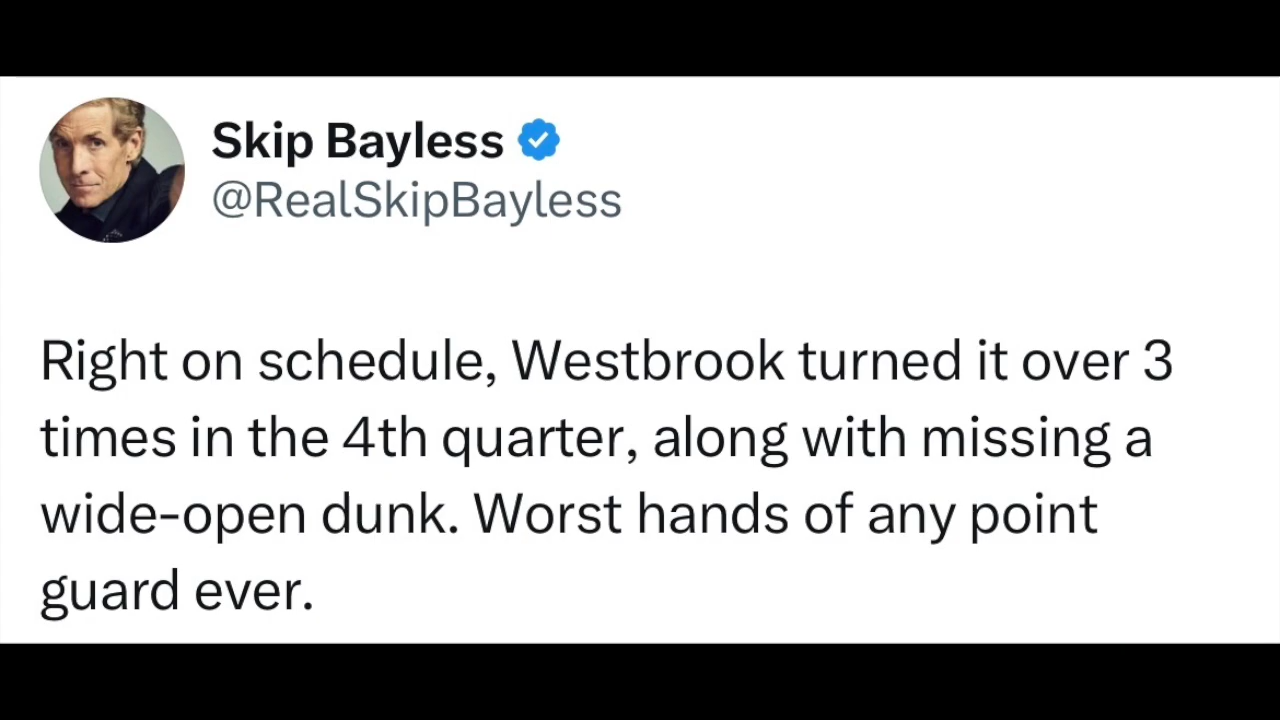 Skip Bayless
@RealSkipBayless
Right on schedule, Westbrook turned it over 3
times in the 4th quarter, along with missing a
wide-open dunk. Worst hands of any point
guard ever.